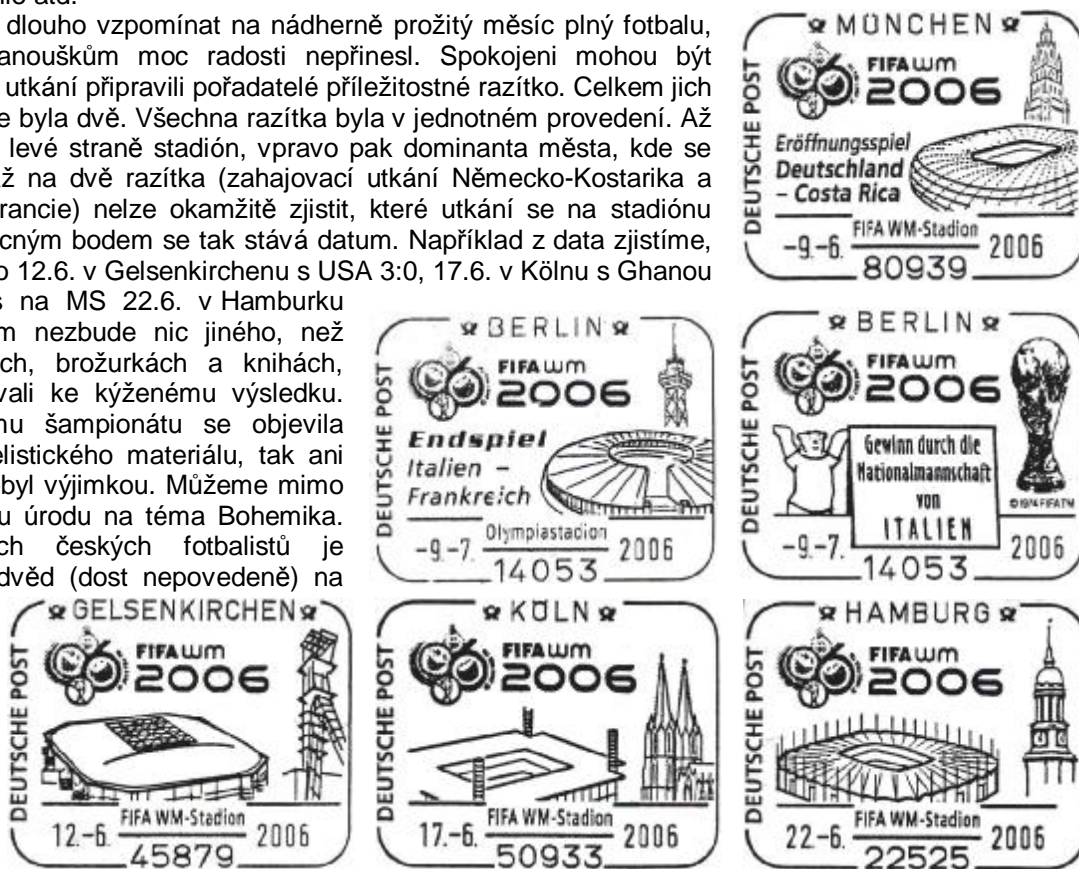 dlouho vzpomínat na nádherně prožitý měsíc plný fotbalu,
anouškům moc radosti nepřinesl. Spokojeni mohou být
utkání připravili pořadatelé příležitostné razítko. Celkem jich
e byla dvě. Všechna razítka byla v jednotném provedení. Až
levé straně stadión, vpravo pak dominanta města, kde se
až na dvě razítka (zahajovací utkání Německo-Kostarika a
rancie) nelze okamžitě zjistit, které utkání se na stadiónu
cným bodem se tak stává datum. Například z data zjistíme,
o 12.6. v Gelsenkirchenu s USA 3:0, 17.6. v Kölnu s Ghanou
s na MS 22.6. v Hamburku
m nezbude nic jiného, než
ch, brožurkách a knihách,
vali ke kýženému výsledku.
nu šampionátu se objevila
elistického materiálu, tak ani
ebyl výjimkou. Můžeme mimo
u úrodu na téma Bohemika.
ch českých fotbalistů je
dvěd (dost nepovedeně) na
MÜNCHEN
DEUTSCHE POST
FIFA WM
2006
Eröffnungsspiel
Deutschland
– Costa Rica
FIFA WM-Stadion
–9.–6. 2006
80939
BERLIN
DEUTSCHE POST
FIFA WM
2006
Endspiel
Italien –
Frankreich
Olympiastadion
–9.–7. 2006
14053
BERLIN
DEUTSCHE POST
FIFA WM
2006
Gewinn durch die
Nationalmannschaft
von
ITALIEN
© 1974 FIFA TM
–9.–7. 2006
14053
GELSENKIRCHEN
DEUTSCHE POST
FIFA WM
2006
FIFA WM-Stadion
12.–6. 2006
45879
KÖLN
DEUTSCHE POST
FIFA WM
2006
FIFA WM-Stadion
17.–6. 2006
50933
HAMBURG
DEUTSCHE POST
FIFA WM
2006
FIFA WM-Stadion
22.–6. 2006
22525